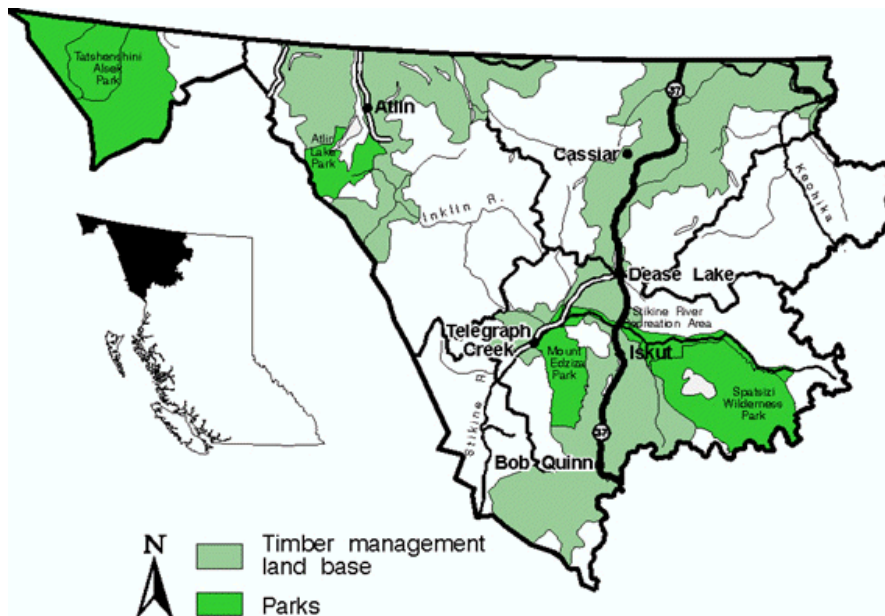 Tatshenshini
Alsek
Park
37
Atlin
Atlin
Lake
Park
Cassiar
Kechika
Inklin R.
Dease Lake
Stikine River
Recreation Area
Telegraph
Creek
Iskut
Mount
Edziza
Park
Spatsizi
Wilderness
Park
Stikine R.
37
Bob Quinn
N
Timber management
land base
Parks